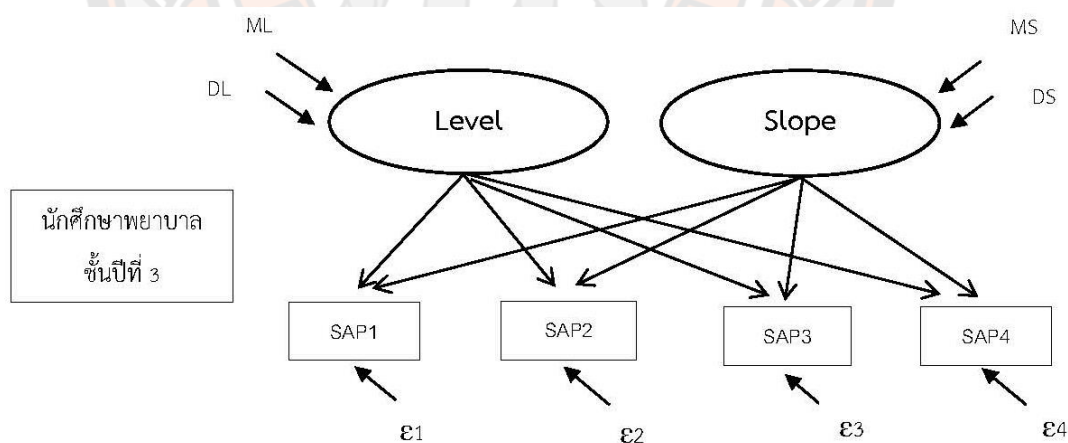 ML
MS
DL
DS
Level
Slope
นักศึกษาพยาบาล
ชั้นปีที่ 3
SAP1
SAP2
SAP3
SAP4
ε1
ε2
ε3
ε4